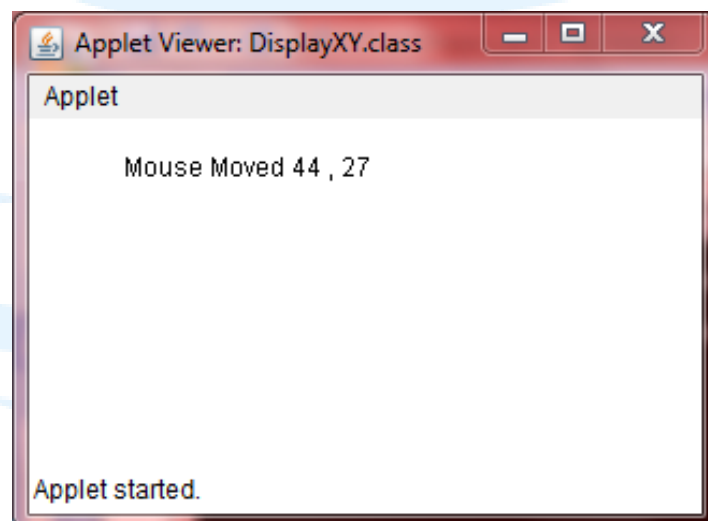 Applet Viewer: DisplayXY.class
Applet
Mouse Moved 44 , 27
Applet started.